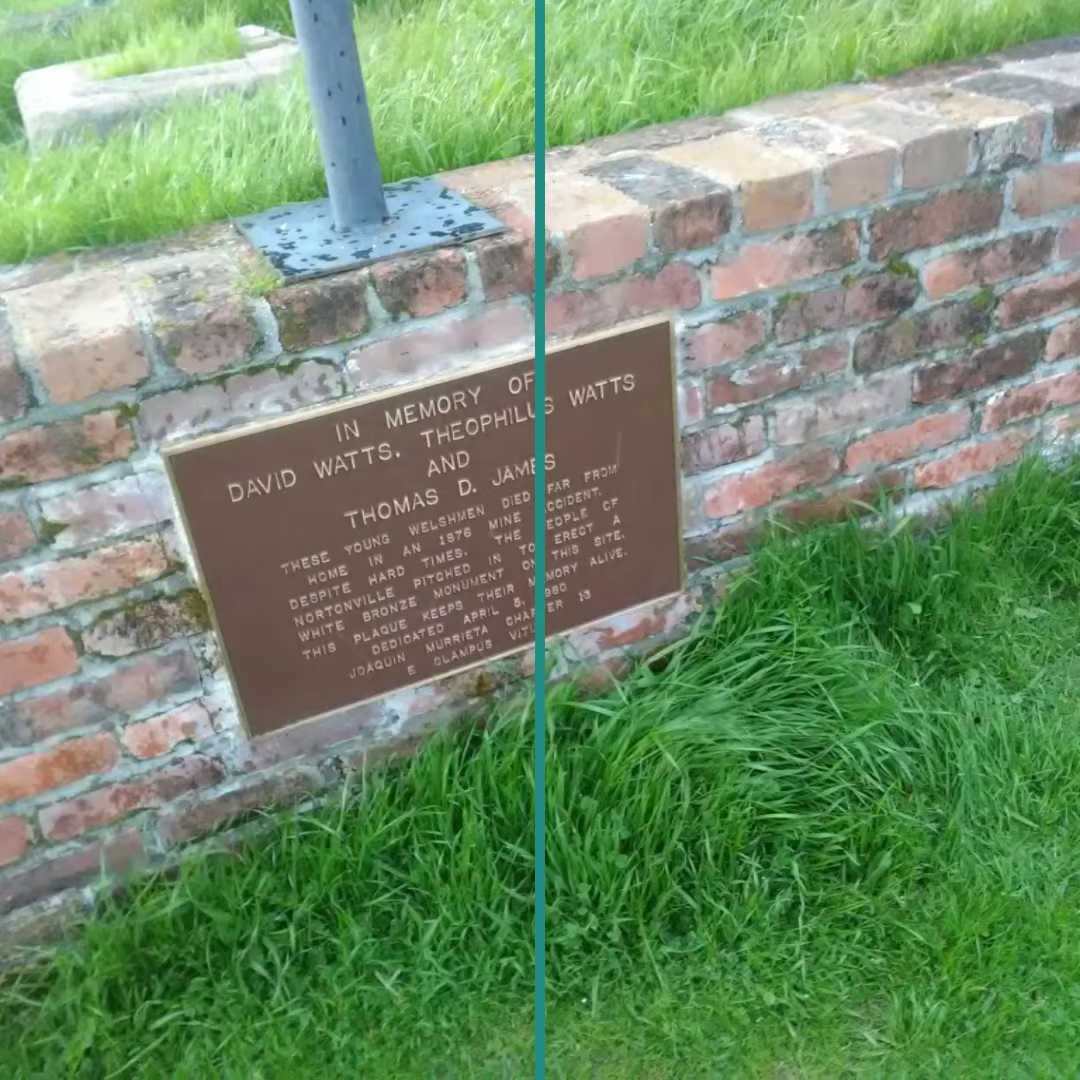 IN MEMORY OF
DAVID WATTS, THEOPHILUS WATTS
AND
THOMAS D. JAMES
THESE YOUNG WELSHMEN DIED FAR FROM
HOME IN AN 1876 MINE ACCIDENT.
DESPITE HARD TIMES, THE PEOPLE OF
NORTONVILLE PITCHED IN TO ERECT A
WHITE BRONZE MONUMENT ON THIS SITE.
THIS PLAQUE KEEPS THEIR MEMORY ALIVE.
DEDICATED APRIL 5, 1980
JOAQUIN MURRIETA CHAPTER 13
E CLAMPUS